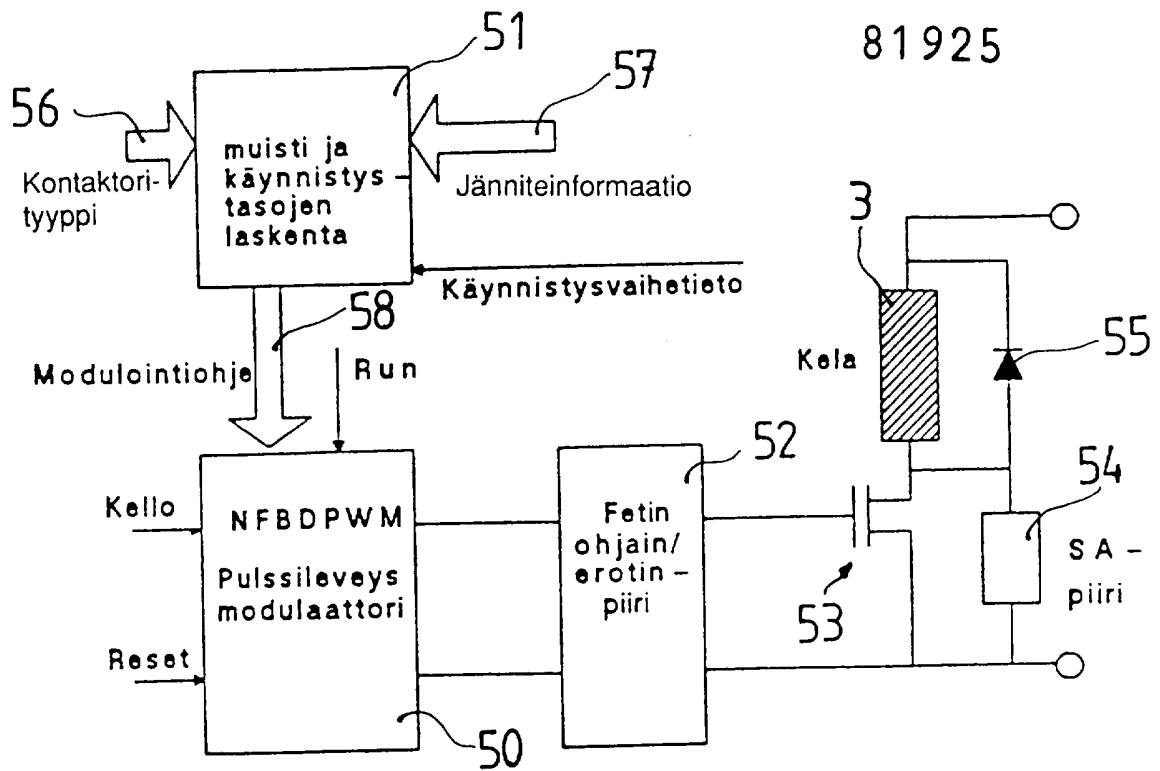 81925
51
56
57
muisti ja
käynnistys-
tasojen
laskenta
Kontaktori-
tyyppi
Jänniteinformaatio
3
Käynnistysvaihetieto
58
Modulointiohje
Run
Kela
55
52
54
Kello
NFBDPWM
Pulssileveys
modulaattori
Fetin
ohjain/
erotin-
piiri
SA-
piiri
53
Reset
50